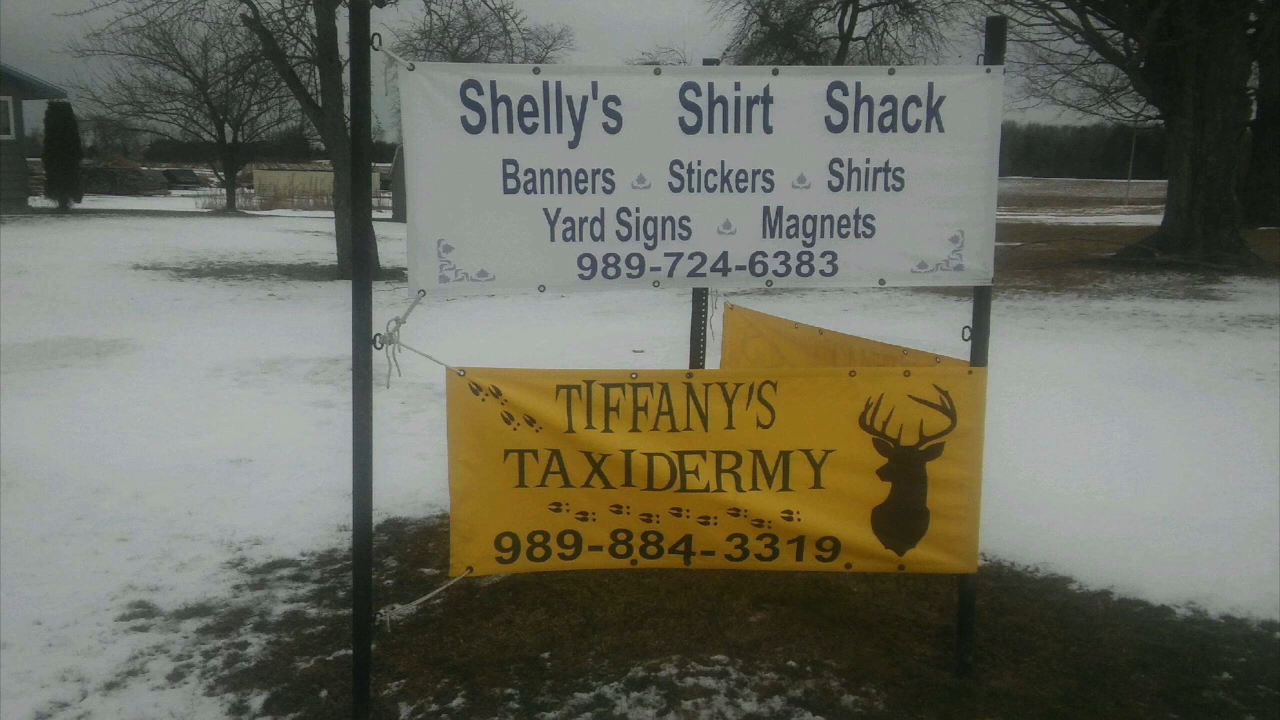 Shelly's Shirt Shack
Banners Stickers Shirts
Yard Signs Magnets
989-724-6383
TIFFANY'S
TAXIDERMY
989-884-3319